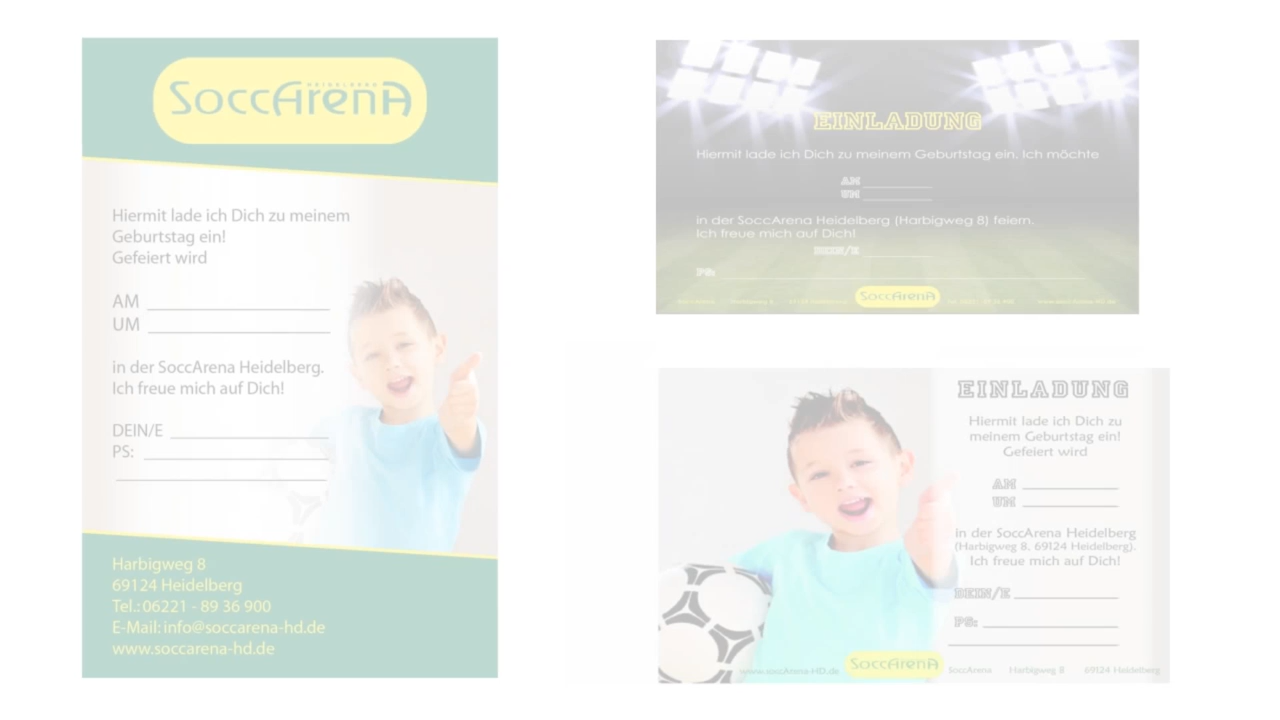 HEIDELBERG
SoccArenA
Hiermit lade ich Dich zu meinem
Geburtstag ein!
Gefeiert wird
AM
UM
in der SoccArena Heidelberg.
Ich freue mich auf Dich!
DEIN/E
PS:
Harbigweg 8
69124 Heidelberg
Tel.: 06221 - 89 36 900
E-Mail: info@soccarena-hd.de
www.soccarena-hd.de
EINLADUNG
Hiermit lade ich Dich zu meinem Geburtstag ein. Ich möchte
AM
UM
in der SoccArena Heidelberg (Harbigweg 8) feiern.
Ich freue mich auf Dich!
DEIN/E
PS:
SoccArenA
EINLADUNG
Hiermit lade ich Dich zu
meinem Geburtstag ein!
Gefeiert wird
AM
UM
in der SoccArena Heidelberg
(Harbigweg 8, 69124 Heidelberg).
Ich freue mich auf Dich!
DEIN/E
PS:
www.soccArena-HD.de SoccArenA SoccArena Harbigweg 8 69124 Heidelberg